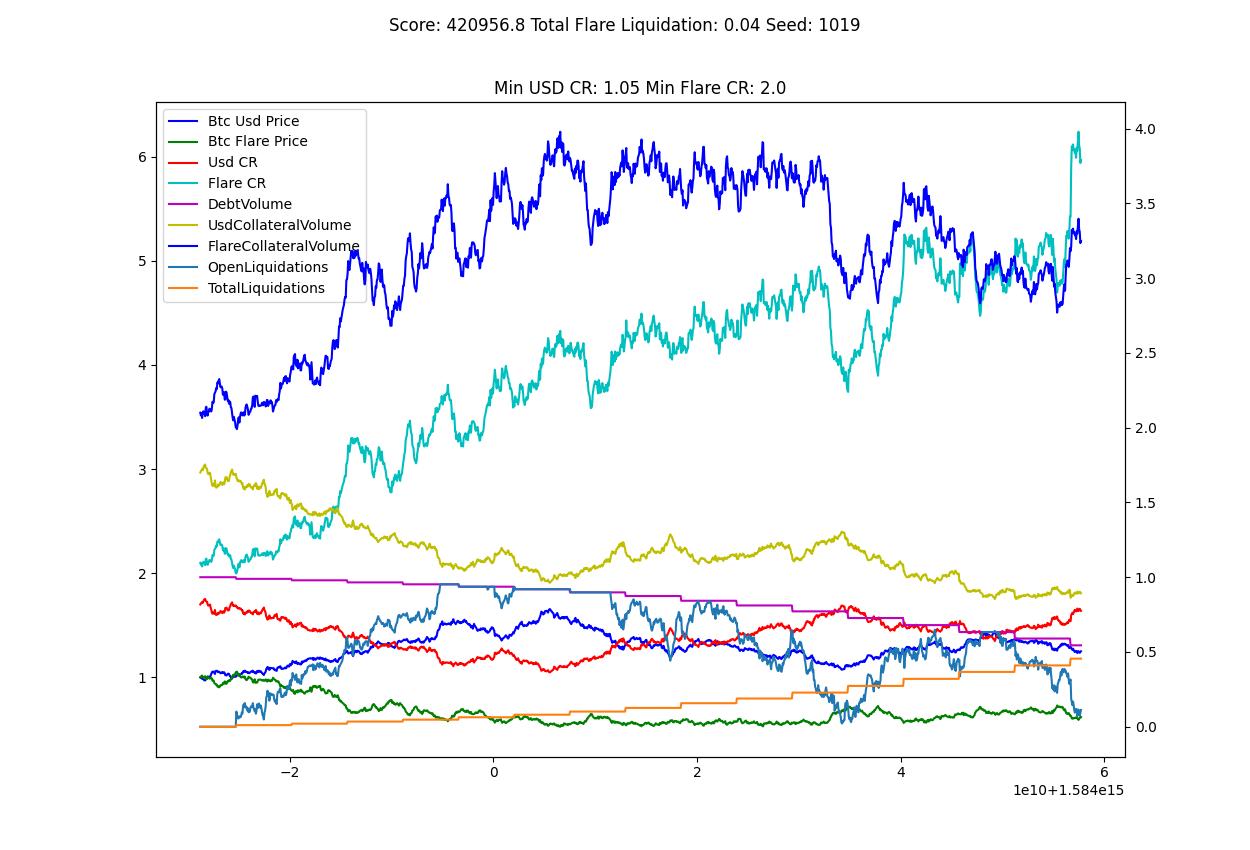 Score: 420956.8 Total Flare Liquidation: 0.04 Seed: 1019
Min USD CR: 1.05 Min Flare CR: 2.0
Btc Usd Price
Btc Flare Price
Usd CR
Flare CR
DebtVolume
UsdCollateralVolume
FlareCollateralVolume
OpenLiquidations
TotalLiquidations
6
5
4
3
2
1
4.0
3.5
3.0
2.5
2.0
1.5
1.0
0.5
0.0
−2
0
2
4
6
1e10+1.584e15